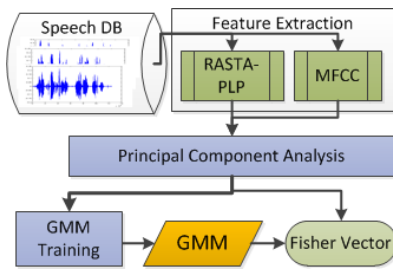 Speech DB
Feature Extraction
RASTA-
PLP
MFCC
Principal Component Analysis
GMM
Training
GMM
Fisher Vector